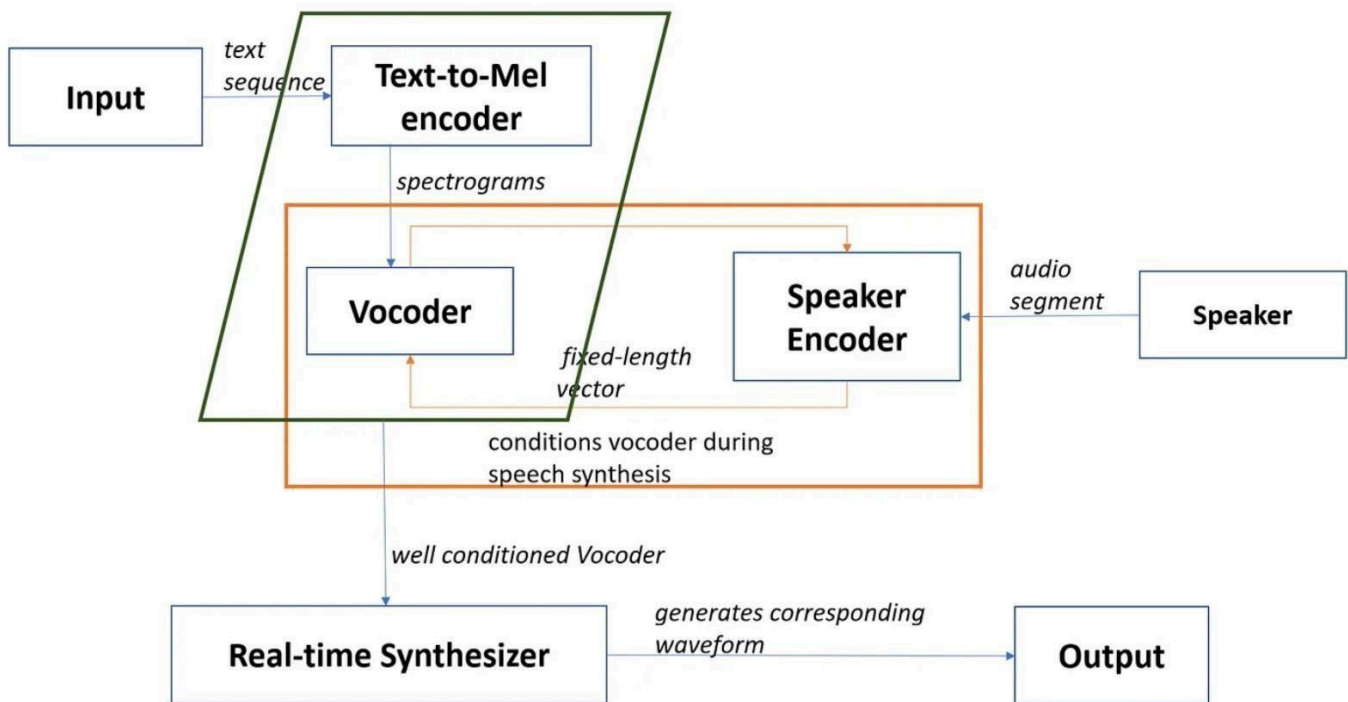 Input
text
sequence
Text-to-Mel
encoder
spectrograms
Vocoder
Speaker
Encoder
audio
segment
Speaker
fixed-length
vector
conditions vocoder during
speech synthesis
well conditioned Vocoder
Real-time Synthesizer
generates corresponding
waveform
Output